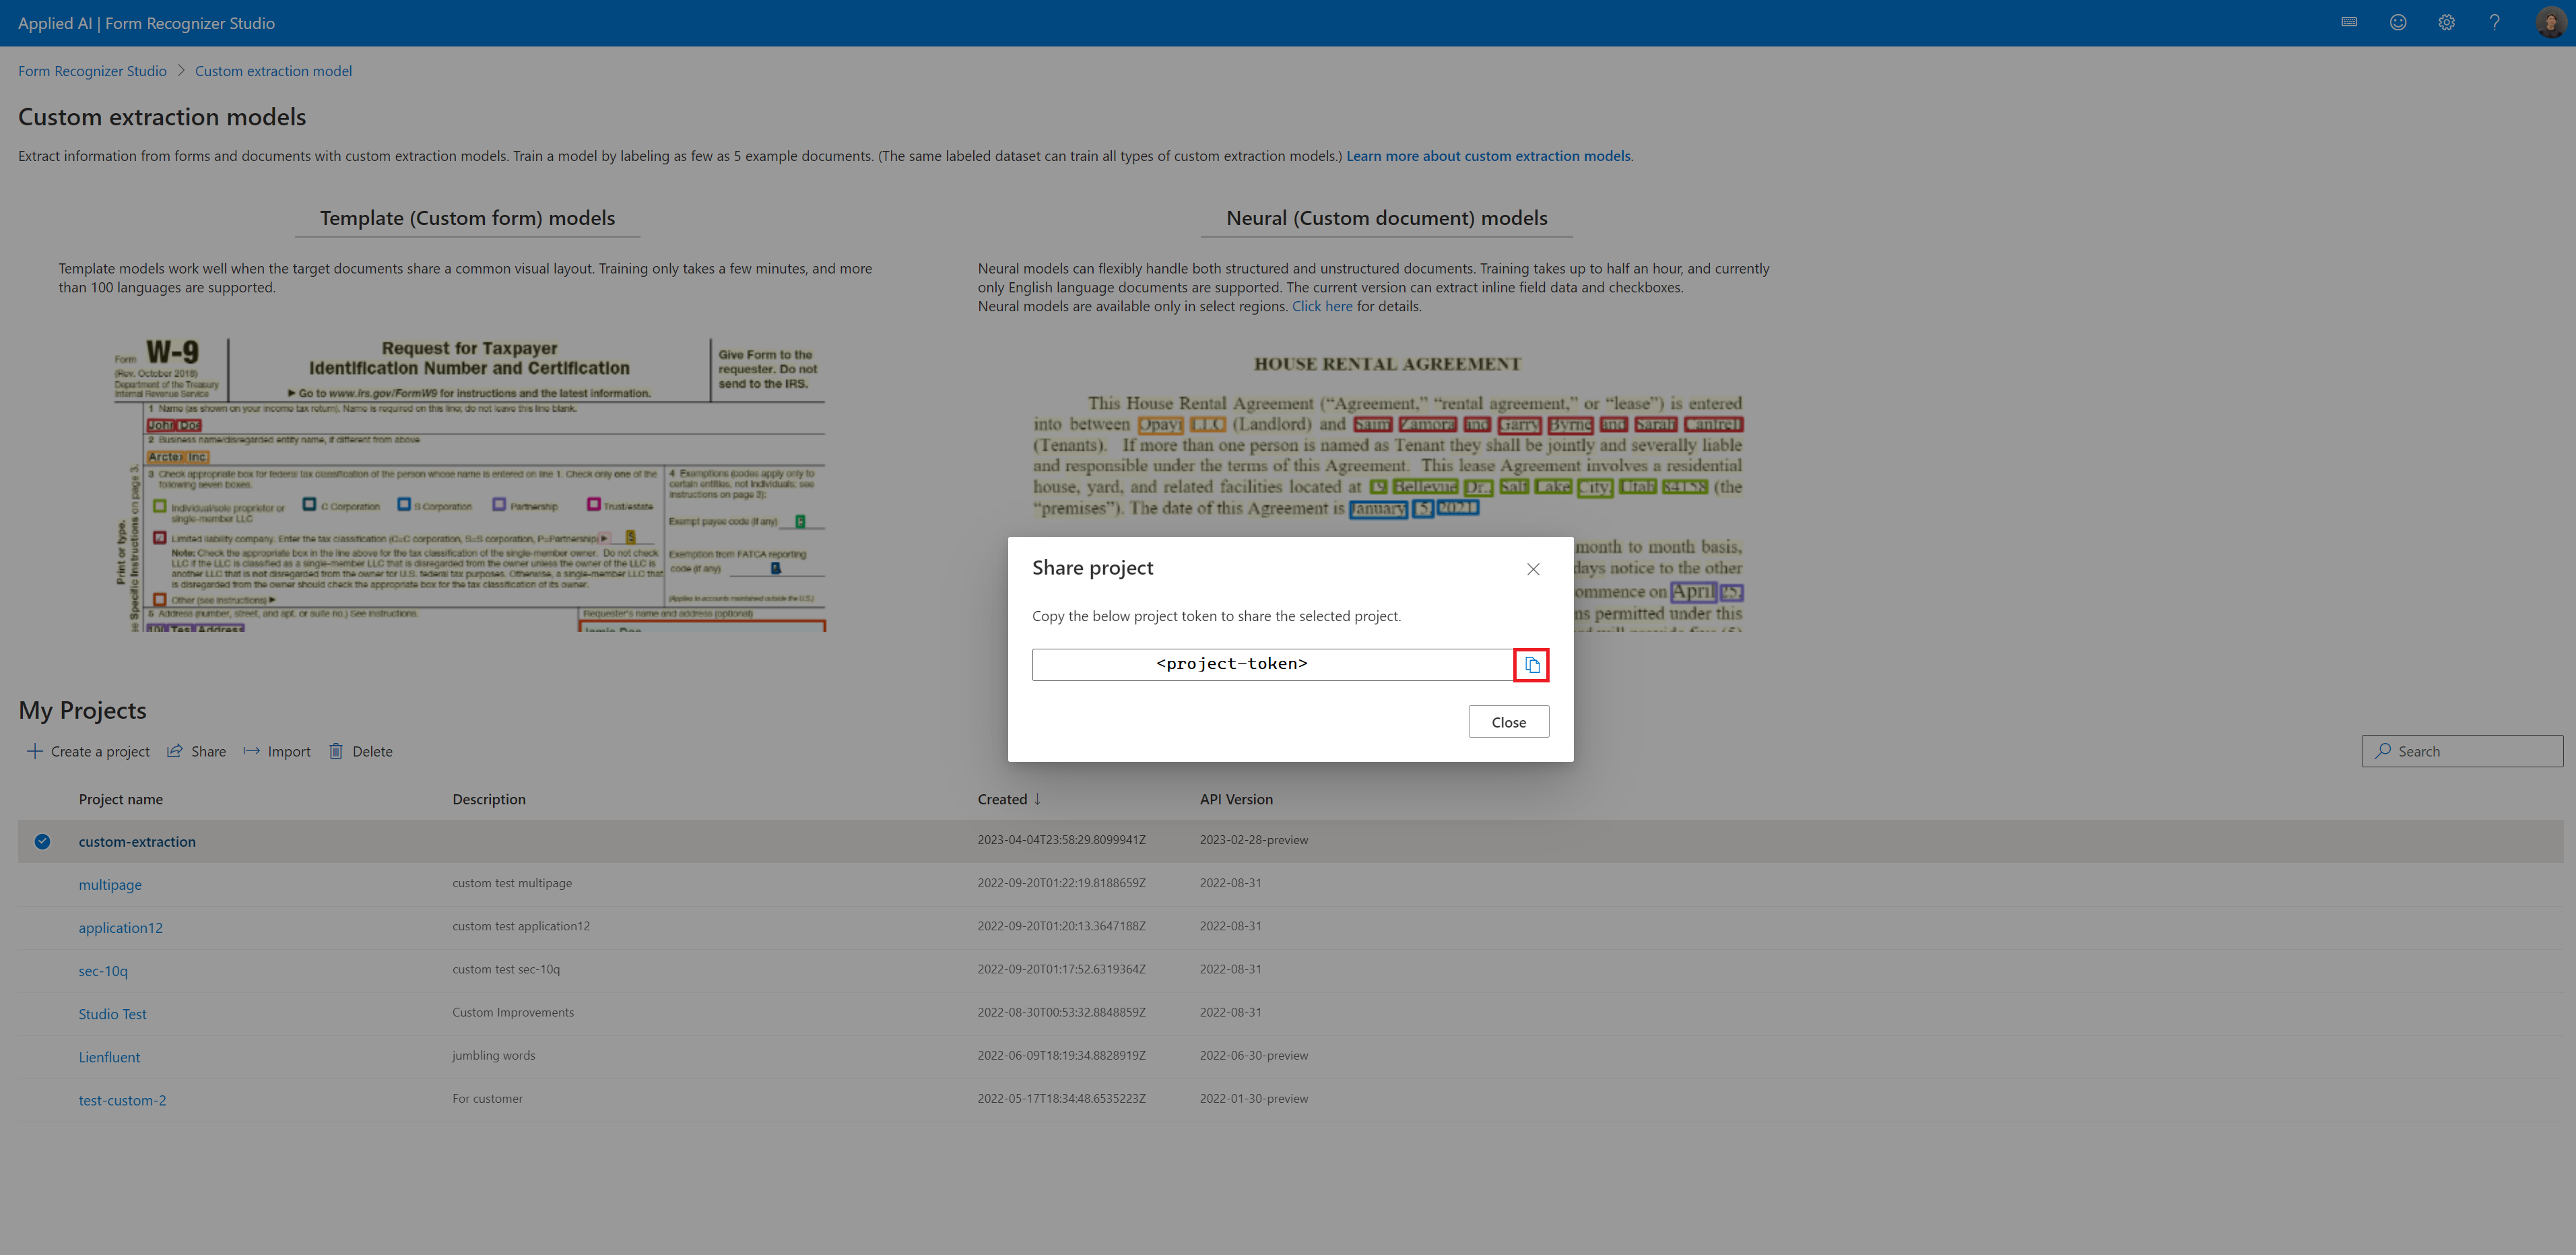 Applied AI | Form Recognizer Studio
Form Recognizer Studio > Custom extraction model
Custom extraction models
Extract information from forms and documents with custom extraction models. Train a model by labeling as few as 5 example documents. (The same labeled dataset can train all types of custom extraction models.) Learn more about custom extraction models.
Template (Custom form) models
Template models work well when the target documents share a common visual layout. Training only takes a few minutes, and more
than 100 languages are supported.
Form W-9
(Rev. October 2018)
Department of the Treasury
Internal Revenue Service
Request for Taxpayer
Identification Number and Certification
▶ Go to www.irs.gov/FormW9 for instructions and the latest information.
Give Form to the
requester. Do not
send to the IRS.
Print or type.
Specific Instructions on page 3.
1 Name (as shown on your income tax return). Name is required on this line; do not leave this line blank.
John Doe
2 Business name/disregarded entity name, if different from above
Arctex Inc.
3 Check appropriate box for federal tax classification of the person whose name is entered on line 1. Check only one of the
following seven boxes.
Individual/sole proprietor or
single-member LLC
C Corporation
S Corporation
Partnership
Trust/estate
Limited liability company. Enter the tax classification (C=C corporation, S=S corporation, P=Partnership) ▶
Note: Check the appropriate box in the line above for the tax classification of the single-member owner. Do not check
LLC if the LLC is classified as a single-member LLC that is disregarded from the owner unless the owner of the LLC is
another LLC that is not disregarded from the owner for U.S. federal tax purposes. Otherwise, a single-member LLC that
is disregarded from the owner should check the appropriate box for the tax classification of its owner.
Other (see instructions) ▶
4 Exemptions (codes apply only to
certain entities, not individuals; see
instructions on page 3):
Exempt payee code (if any)
Exemption from FATCA reporting
code (if any)
(Applies to accounts maintained outside the U.S.)
5 Address (number, street, and apt. or suite no.) See instructions.
Test Address
Requester's name and address (optional)
Jamie Doe
Neural (Custom document) models
Neural models can flexibly handle both structured and unstructured documents. Training takes up to half an hour, and currently
only English language documents are supported. The current version can extract inline field data and checkboxes.
Neural models are available only in select regions. Click here for details.
HOUSE RENTAL AGREEMENT
This House Rental Agreement (“Agreement,” “rental agreement,” or “lease”) is entered
into between Opayi LLC (Landlord) and Saim Zamora and Garry Byrne and Sarah Cantrell
(Tenants). If more than one person is named as Tenant they shall be jointly and severally liable
and responsible under the terms of this Agreement. This lease Agreement involves a residential
house, yard, and related facilities located at 9 Bellevue Dr., Salt Lake City, Utah 84158 (the
“premises”). The date of this Agreement is January 5, 2021
month to month basis,
days notice to the other
ommence on April 25,
ns permitted under this
Share project
Copy the below project token to share the selected project.
<project-token>
Close
My Projects
Create a project Share Import Delete
Search
Project name Description Created ↓ API Version
custom-extraction 2023-04-04T23:58:29.8099941Z 2023-02-28-preview
multipage custom test multipage 2022-09-20T01:22:19.8188659Z 2022-08-31
application12 custom test application12 2022-09-20T01:20:13.3647188Z 2022-08-31
sec-10q custom test sec-10q 2022-09-20T01:17:52.6319364Z 2022-08-31
Studio Test Custom Improvements 2022-08-30T00:53:32.8848859Z 2022-08-31
Lienfluent jumbling words 2022-06-09T18:19:34.8828919Z 2022-06-30-preview
test-custom-2 For customer 2022-05-17T18:34:48.6535223Z 2022-01-30-preview